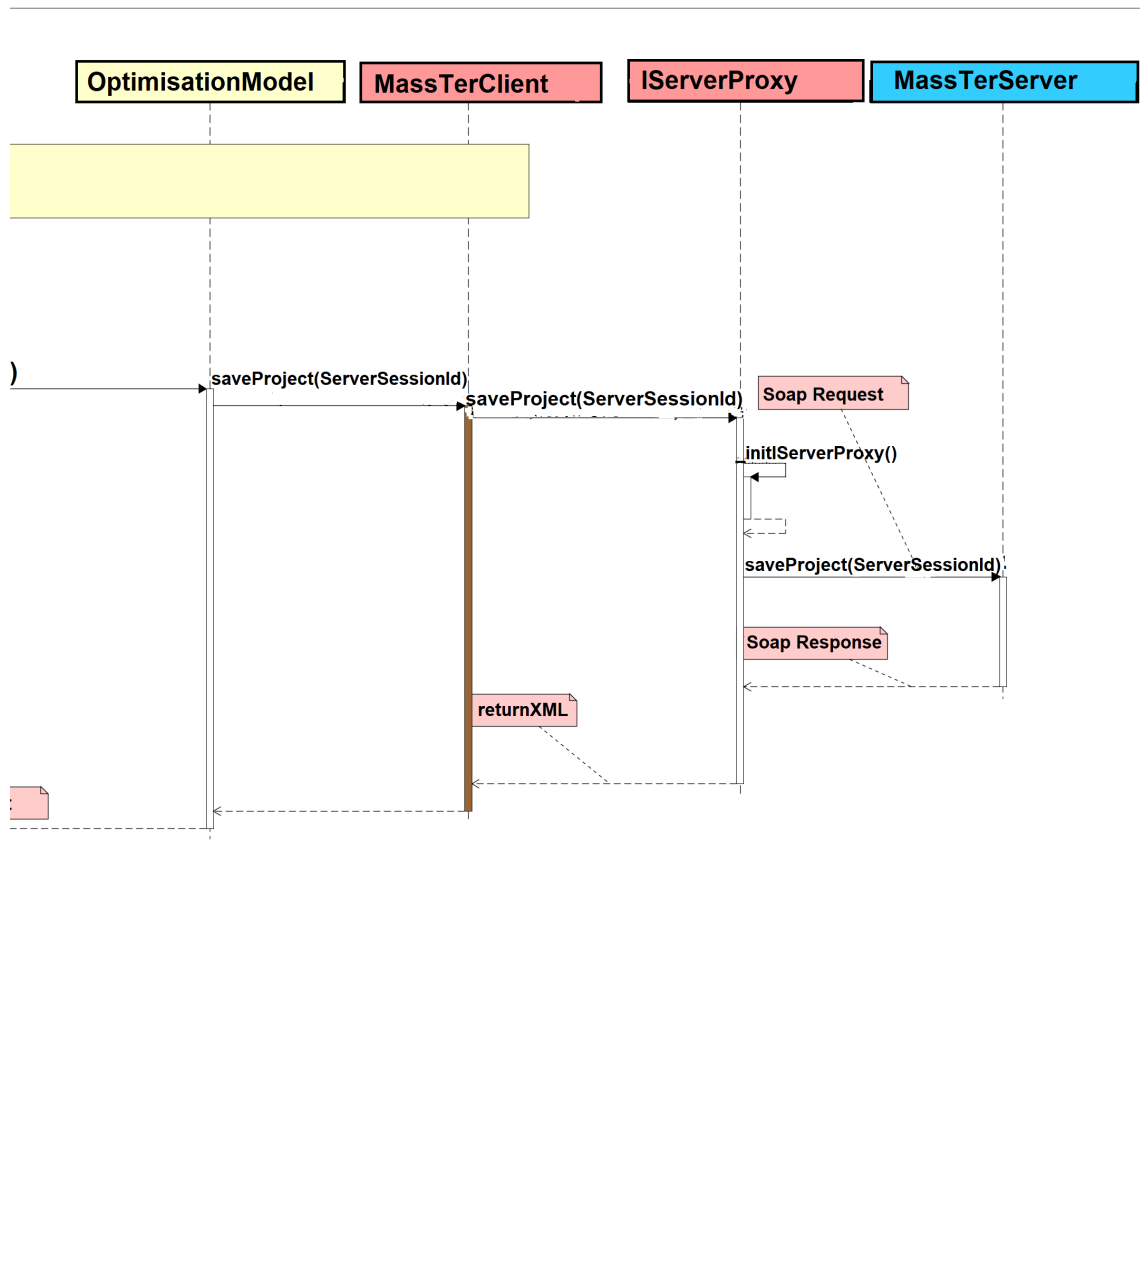 OptimisationModel
MassTerClient
IServerProxy
MassTerServer
)
saveProject(ServerSessionId)
saveProject(ServerSessionId)
Soap Request
initIServerProxy()
saveProject(ServerSessionId)
Soap Response
returnXML